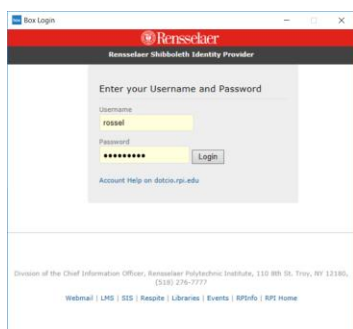 Box Login
Rensselaer
Rensselaer Shibboleth Identity Provider
Enter your Username and Password
Username
rossel
Password
•••••••••
Login
Account Help on dotcio.rpi.edu
Division of the Chief Information Officer, Rensselaer Polytechnic Institute, 110 8th St. Troy, NY 12180,
(518) 276-7777
Webmail | LMS | SIS | Respite | Libraries | Events | RPInfo | RPI Home